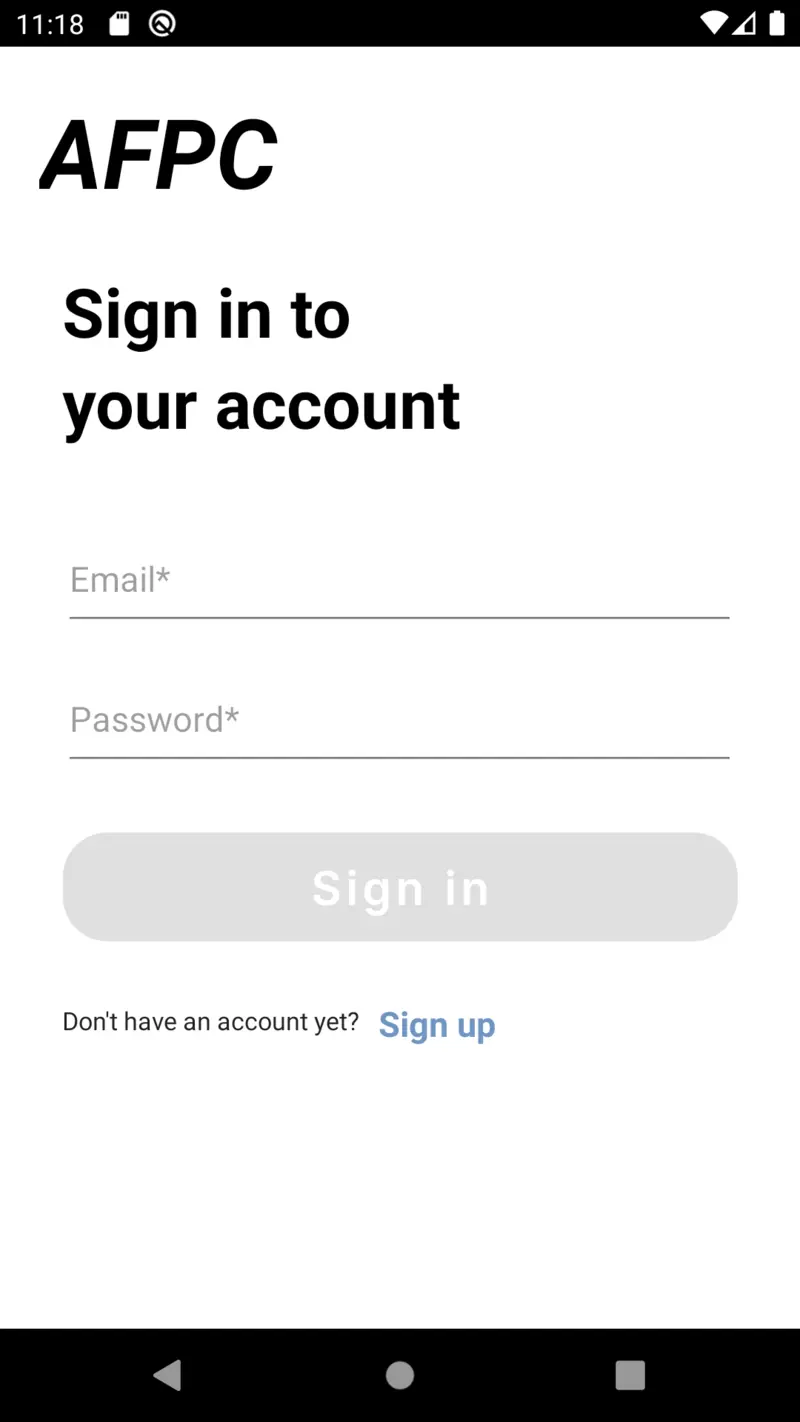 11:18
AFPC
Sign in to
your account
Email*
Password*
Sign in
Don't have an account yet? Sign up